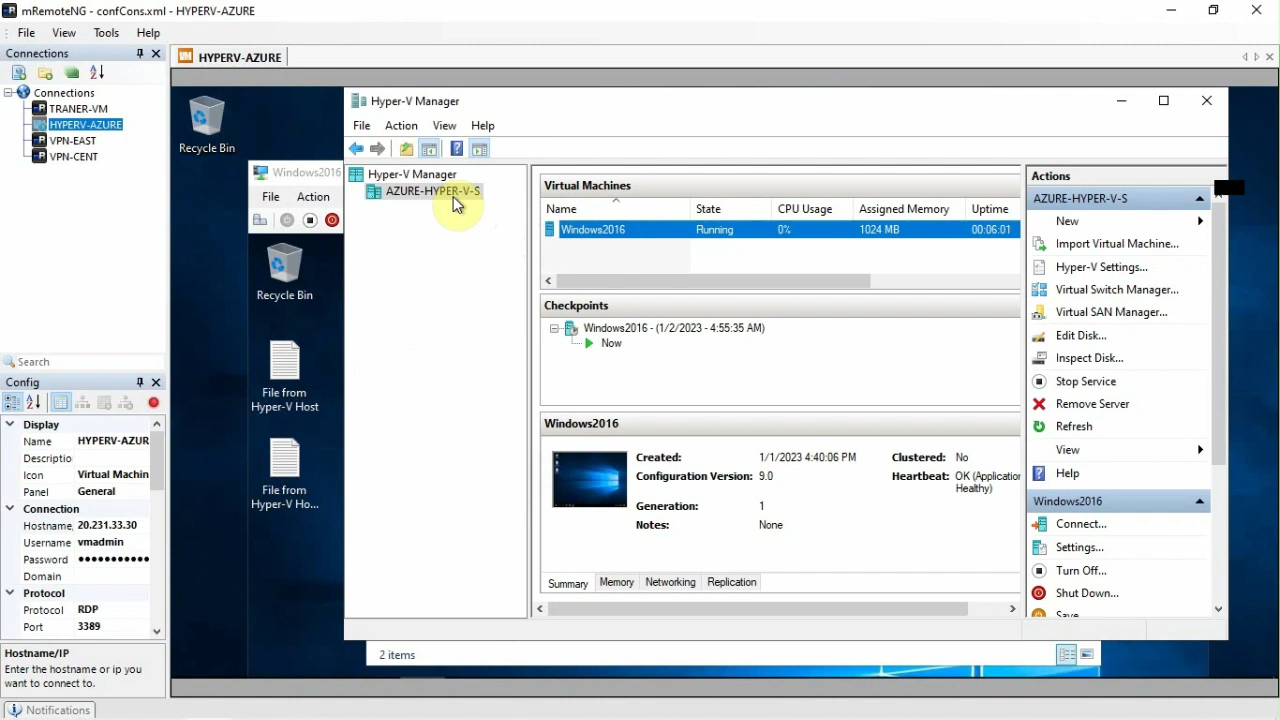 mRemoteNG - confCons.xml - HYPERV-AZURE
File View Tools Help
Connections
Connections
TRANER-VM
HYPERV-AZURE
VPN-EAST
VPN-CENT
Search
Config
Display
Name HYPERV-AZUR
Descriptio
Icon Virtual Machin
Panel General
Connection
Hostname, 20.231.33.30
Username vmadmin
Password ●●●●●●●●●●●
Domain
Protocol
Protocol RDP
Port 3389
Hostname/IP
Enter the hostname or ip you
want to connect to.
Notifications
HYPERV-AZURE
Recycle Bin
Windows2016
File Action
Recycle Bin
File from
Hyper-V Host
File from
Hyper-V Ho...
Hyper-V Manager
File Action View Help
Hyper-V Manager
AZURE-HYPER-V-S
Virtual Machines
Name State CPU Usage Assigned Memory Uptime
Windows2016 Running 0% 1024 MB 00:06:01
Checkpoints
Windows2016 - (1/2/2023 - 4:55:35 AM)
Now
Windows2016
Created: 1/1/2023 4:40:06 PM Clustered: No
Configuration Version: 9.0 Heartbeat: OK (Application
Healthy)
Generation: 1
Notes: None
Summary Memory Networking Replication
2 items
Actions
AZURE-HYPER-V-S
New
Import Virtual Machine...
Hyper-V Settings...
Virtual Switch Manager...
Virtual SAN Manager...
Edit Disk...
Inspect Disk...
Stop Service
Remove Server
Refresh
View
Help
Windows2016
Connect...
Settings...
Turn Off...
Shut Down...
Save